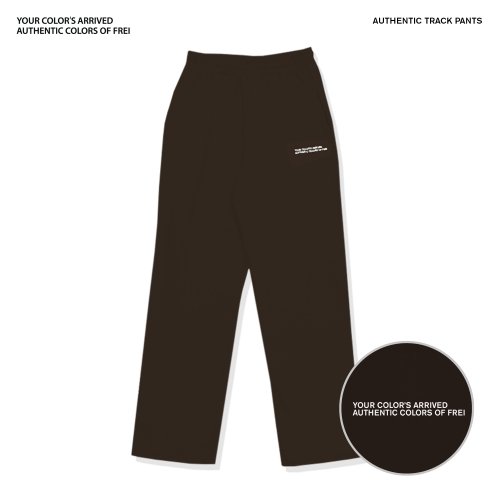 YOUR COLOR'S ARRIVED
AUTHENTIC COLORS OF FREI
AUTHENTIC TRACK PANTS
YOUR COLOR'S ARRIVED
AUTHENTIC COLORS OF FREI